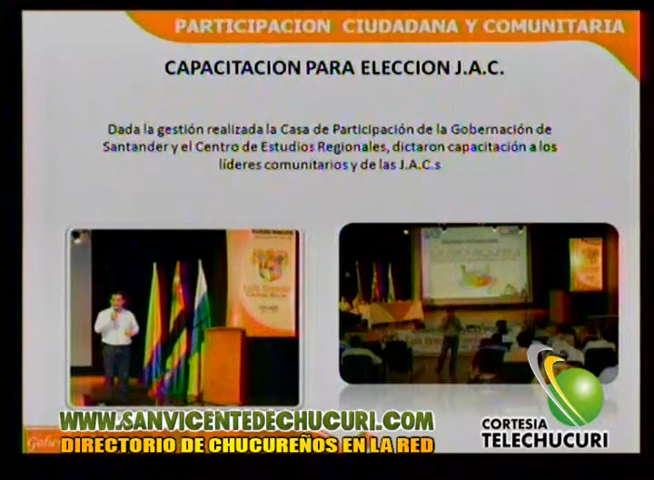 PARTICIPACION CIUDADANA Y COMUNITARIA
CAPACITACION PARA ELECCION J.A.C.
Dada la gestión realizada la Casa de Participación de la Gobernación de
Santander y el Centro de Estudios Regionales, dictaron capacitación a los
líderes comunitarios y de las J.A.C.s
WWW.SANVICENTEDECHUCURI.COM
DIRECTORIO DE CHUCUREÑOS EN LA RED
CORTESIA
TELECHUCURI